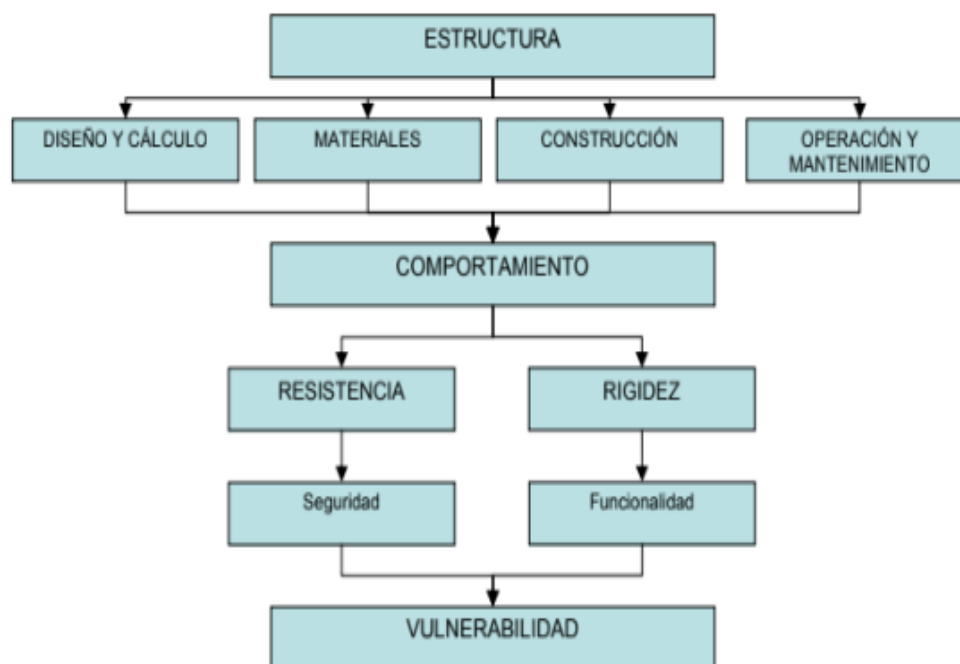 ESTRUCTURA
DISEÑO Y CÁLCULO
MATERIALES
CONSTRUCCIÓN
OPERACIÓN Y
MANTENIMIENTO
COMPORTAMIENTO
RESISTENCIA
RIGIDEZ
Seguridad
Funcionalidad
VULNERABILIDAD